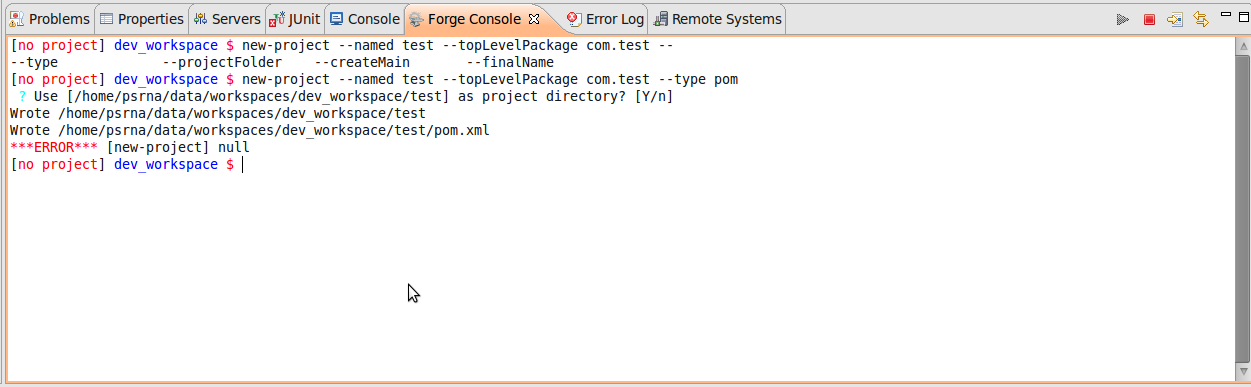 Problems Properties Servers JUnit Console Forge Console Error Log Remote Systems
[no project] dev_workspace $ new-project --named test --topLevelPackage com.test --
--type --projectFolder --createMain --finalName
[no project] dev_workspace $ new-project --named test --topLevelPackage com.test --type pom
? Use [/home/psrna/data/workspaces/dev_workspace/test] as project directory? [Y/n]
Wrote /home/psrna/data/workspaces/dev_workspace/test
Wrote /home/psrna/data/workspaces/dev_workspace/test/pom.xml
***ERROR*** [new-project] null
[no project] dev_workspace $